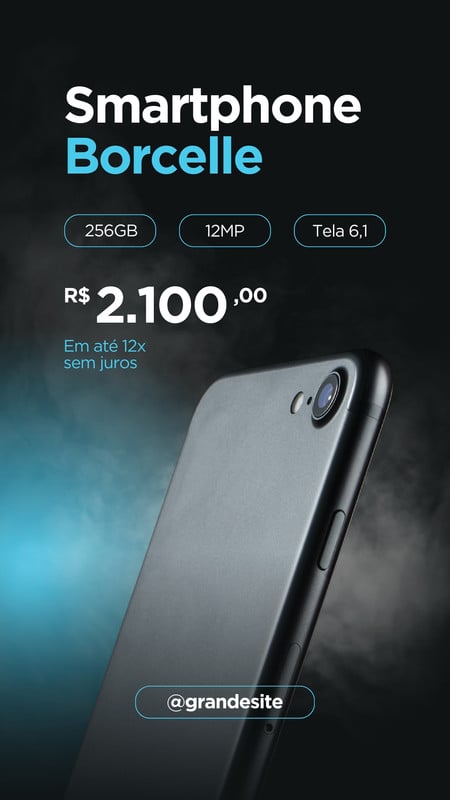 Smartphone
Borcelle
256GB 12MP Tela 6,1
R$ 2.100,00
Em até 12x
sem juros
@grandesite